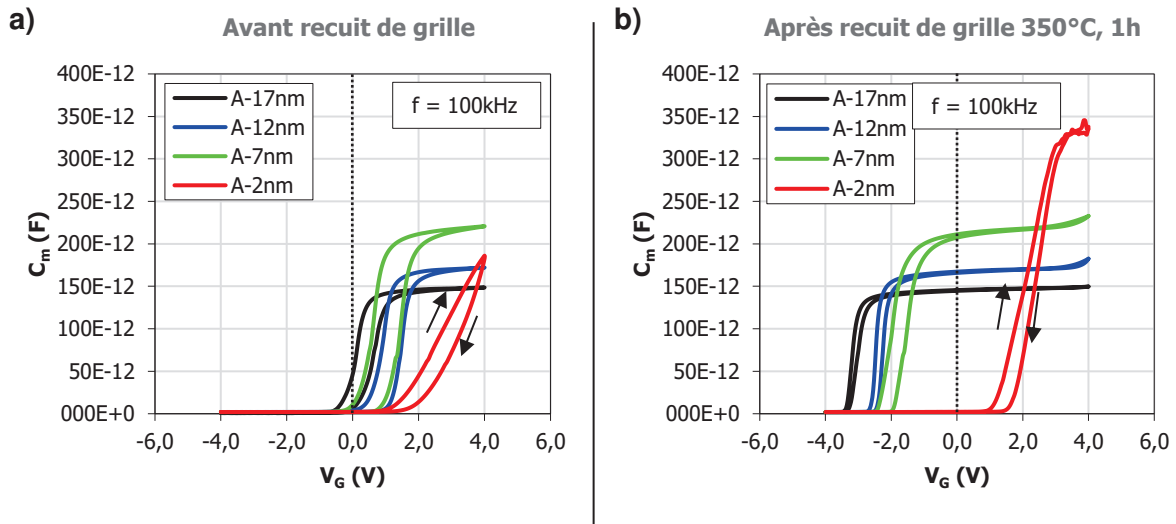 a)
Avant recuit de grille
400E-12
350E-12
300E-12
250E-12
200E-12
150E-12
100E-12
50E-12
000E+0
Cm (F)
A-17nm
A-12nm
A-7nm
A-2nm
f = 100kHz
-6,0 -4,0 -2,0 0,0 2,0 4,0 6,0
VG (V)
b)
Après recuit de grille 350°C, 1h
400E-12
350E-12
300E-12
250E-12
200E-12
150E-12
100E-12
50E-12
000E+0
Cm (F)
A-17nm
A-12nm
A-7nm
A-2nm
f = 100kHz
-6,0 -4,0 -2,0 0,0 2,0 4,0 6,0
VG (V)